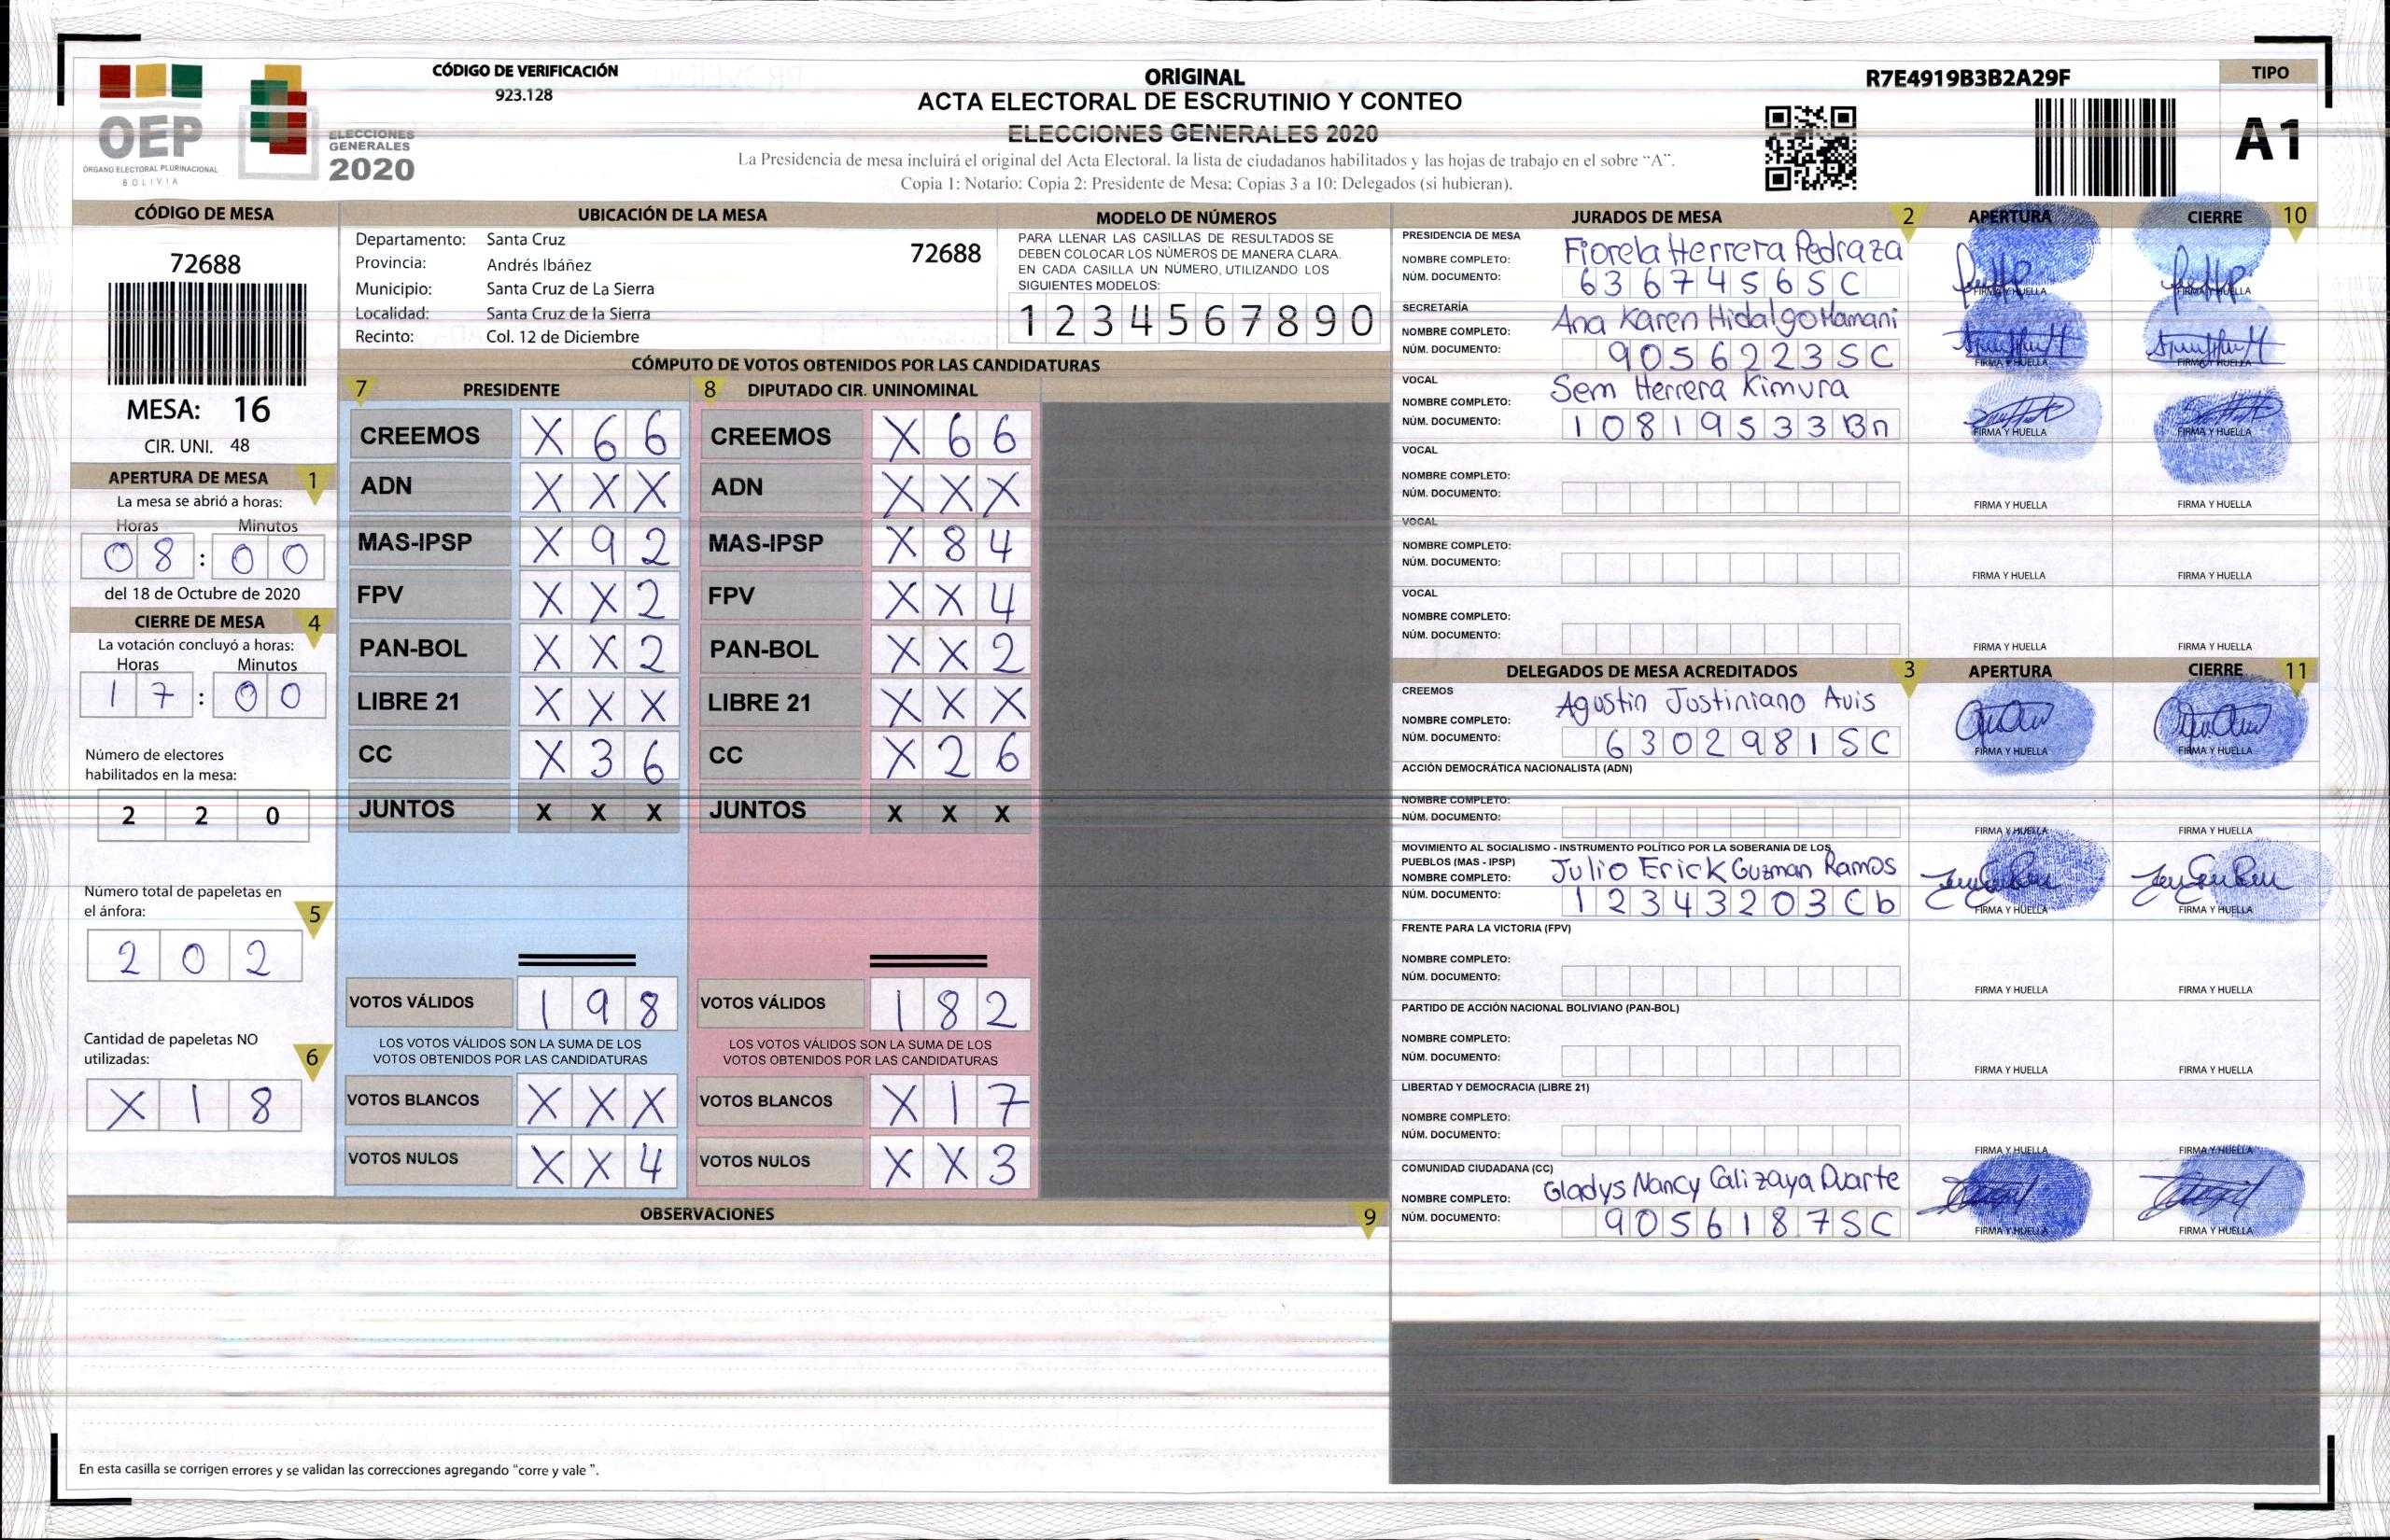 OEP
ÓRGANO ELECTORAL PLURINACIONAL
BOLIVIA
ELECCIONES
GENERALES
2020
CÓDIGO DE VERIFICACIÓN
923.128
ORIGINAL
ACTA ELECTORAL DE ESCRUTINIO Y CONTEO
ELECCIONES GENERALES 2020
La Presidencia de mesa incluirá el original del Acta Electoral. la lista de ciudadanos habilitados y las hojas de trabajo en el sobre “A”.
Copia 1: Notario: Copia 2: Presidente de Mesa: Copias 3 a 10: Delegados (si hubieran).
R7E4919B3B2A29F
TIPO
A1
CÓDIGO DE MESA
72688
MESA: 16
CIR. UNI. 48
APERTURA DE MESA 1
La mesa se abrió a horas:
Horas Minutos
08:00
del 18 de Octubre de 2020
CIERRE DE MESA 4
La votación concluyó a horas:
Horas Minutos
17:00
Número de electores
habilitados en la mesa:
2 2 0
Número total de papeletas en
el ánfora: 5
2 0 2
Cantidad de papeletas NO
utilizadas: 6
X 1 8
UBICACIÓN DE LA MESA
Departamento: Santa Cruz 72688
Provincia: Andrés Ibáñez
Municipio: Santa Cruz de La Sierra
Localidad: Santa Cruz de la Sierra
Recinto: Col. 12 de Diciembre
MODELO DE NÚMEROS
PARA LLENAR LAS CASILLAS DE RESULTADOS SE
DEBEN COLOCAR LOS NÚMEROS DE MANERA CLARA.
EN CADA CASILLA UN NÚMERO, UTILIZANDO LOS
SIGUIENTES MODELOS:
1 2 3 4 5 6 7 8 9 0
CÓMPUTO DE VOTOS OBTENIDOS POR LAS CANDIDATURAS
7 PRESIDENTE
CREEMOS X 6 6
ADN X X X
MAS-IPSP X 9 2
FPV X X 2
PAN-BOL X X 2
LIBRE 21 X X X
CC X 3 6
JUNTOS X X X
VOTOS VÁLIDOS 1 9 8
LOS VOTOS VÁLIDOS SON LA SUMA DE LOS
VOTOS OBTENIDOS POR LAS CANDIDATURAS
VOTOS BLANCOS X X X
VOTOS NULOS X X 4
8 DIPUTADO CIR. UNINOMINAL
CREEMOS X 6 6
ADN X X X
MAS-IPSP X 8 4
FPV X X 4
PAN-BOL X X 2
LIBRE 21 X X X
CC X 2 6
JUNTOS X X X
VOTOS VÁLIDOS 1 8 2
LOS VOTOS VÁLIDOS SON LA SUMA DE LOS
VOTOS OBTENIDOS POR LAS CANDIDATURAS
VOTOS BLANCOS X 1 7
VOTOS NULOS X X 3
OBSERVACIONES 9
En esta casilla se corrigen errores y se validan las correcciones agregando “corre y vale ”.
JURADOS DE MESA 2 APERTURA CIERRE 10
PRESIDENCIA DE MESA
NOMBRE COMPLETO: Fiorela Herrera Pedraza
NÚM. DOCUMENTO: 6367456SC
FIRMA Y HUELLA FIRMA Y HUELLA
SECRETARÍA
NOMBRE COMPLETO: Ana Karen Hidalgo Mamani
NÚM. DOCUMENTO: 9056223SC
FIRMA Y HUELLA FIRMA Y HUELLA
VOCAL
NOMBRE COMPLETO: Sem Herrera Kimura
NÚM. DOCUMENTO: 10819533Bn
FIRMA Y HUELLA FIRMA Y HUELLA
VOCAL
NOMBRE COMPLETO:
NÚM. DOCUMENTO:
FIRMA Y HUELLA FIRMA Y HUELLA
VOCAL
NOMBRE COMPLETO:
NÚM. DOCUMENTO:
FIRMA Y HUELLA FIRMA Y HUELLA
VOCAL
NOMBRE COMPLETO:
NÚM. DOCUMENTO:
FIRMA Y HUELLA FIRMA Y HUELLA
DELEGADOS DE MESA ACREDITADOS 3 APERTURA CIERRE 11
CREEMOS
NOMBRE COMPLETO: Agustin Justiniano Avis
NÚM. DOCUMENTO: 6302981SC
FIRMA Y HUELLA FIRMA Y HUELLA
ACCIÓN DEMOCRÁTICA NACIONALISTA (ADN)
NOMBRE COMPLETO:
NÚM. DOCUMENTO:
FIRMA Y HUELLA FIRMA Y HUELLA
MOVIMIENTO AL SOCIALISMO - INSTRUMENTO POLÍTICO POR LA SOBERANIA DE LOS
PUEBLOS (MAS - IPSP)
NOMBRE COMPLETO: Julio Erick Guzman Ramos
NÚM. DOCUMENTO: 12343203Cb
FIRMA Y HUELLA FIRMA Y HUELLA
FRENTE PARA LA VICTORIA (FPV)
NOMBRE COMPLETO:
NÚM. DOCUMENTO:
FIRMA Y HUELLA FIRMA Y HUELLA
PARTIDO DE ACCIÓN NACIONAL BOLIVIANO (PAN-BOL)
NOMBRE COMPLETO:
NÚM. DOCUMENTO:
FIRMA Y HUELLA FIRMA Y HUELLA
LIBERTAD Y DEMOCRACIA (LIBRE 21)
NOMBRE COMPLETO:
NÚM. DOCUMENTO:
FIRMA Y HUELLA FIRMA Y HUELLA
COMUNIDAD CIUDADANA (CC)
NOMBRE COMPLETO: Gladys Nancy Calizaya Duarte
NÚM. DOCUMENTO: 9056187SC
FIRMA Y HUELLA FIRMA Y HUELLA